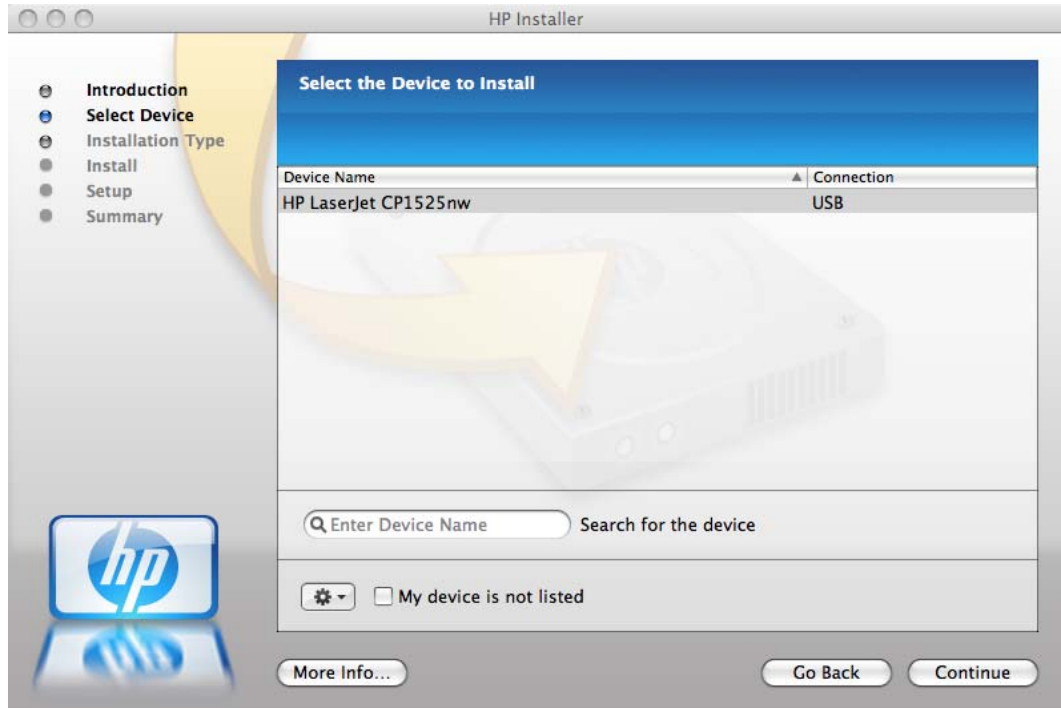 HP Installer
Introduction
Select Device
Installation Type
Install
Setup
Summary
Select the Device to Install
Device Name Connection
HP LaserJet CP1525nw USB
Enter Device Name Search for the device
My device is not listed
hp
More Info... Go Back Continue